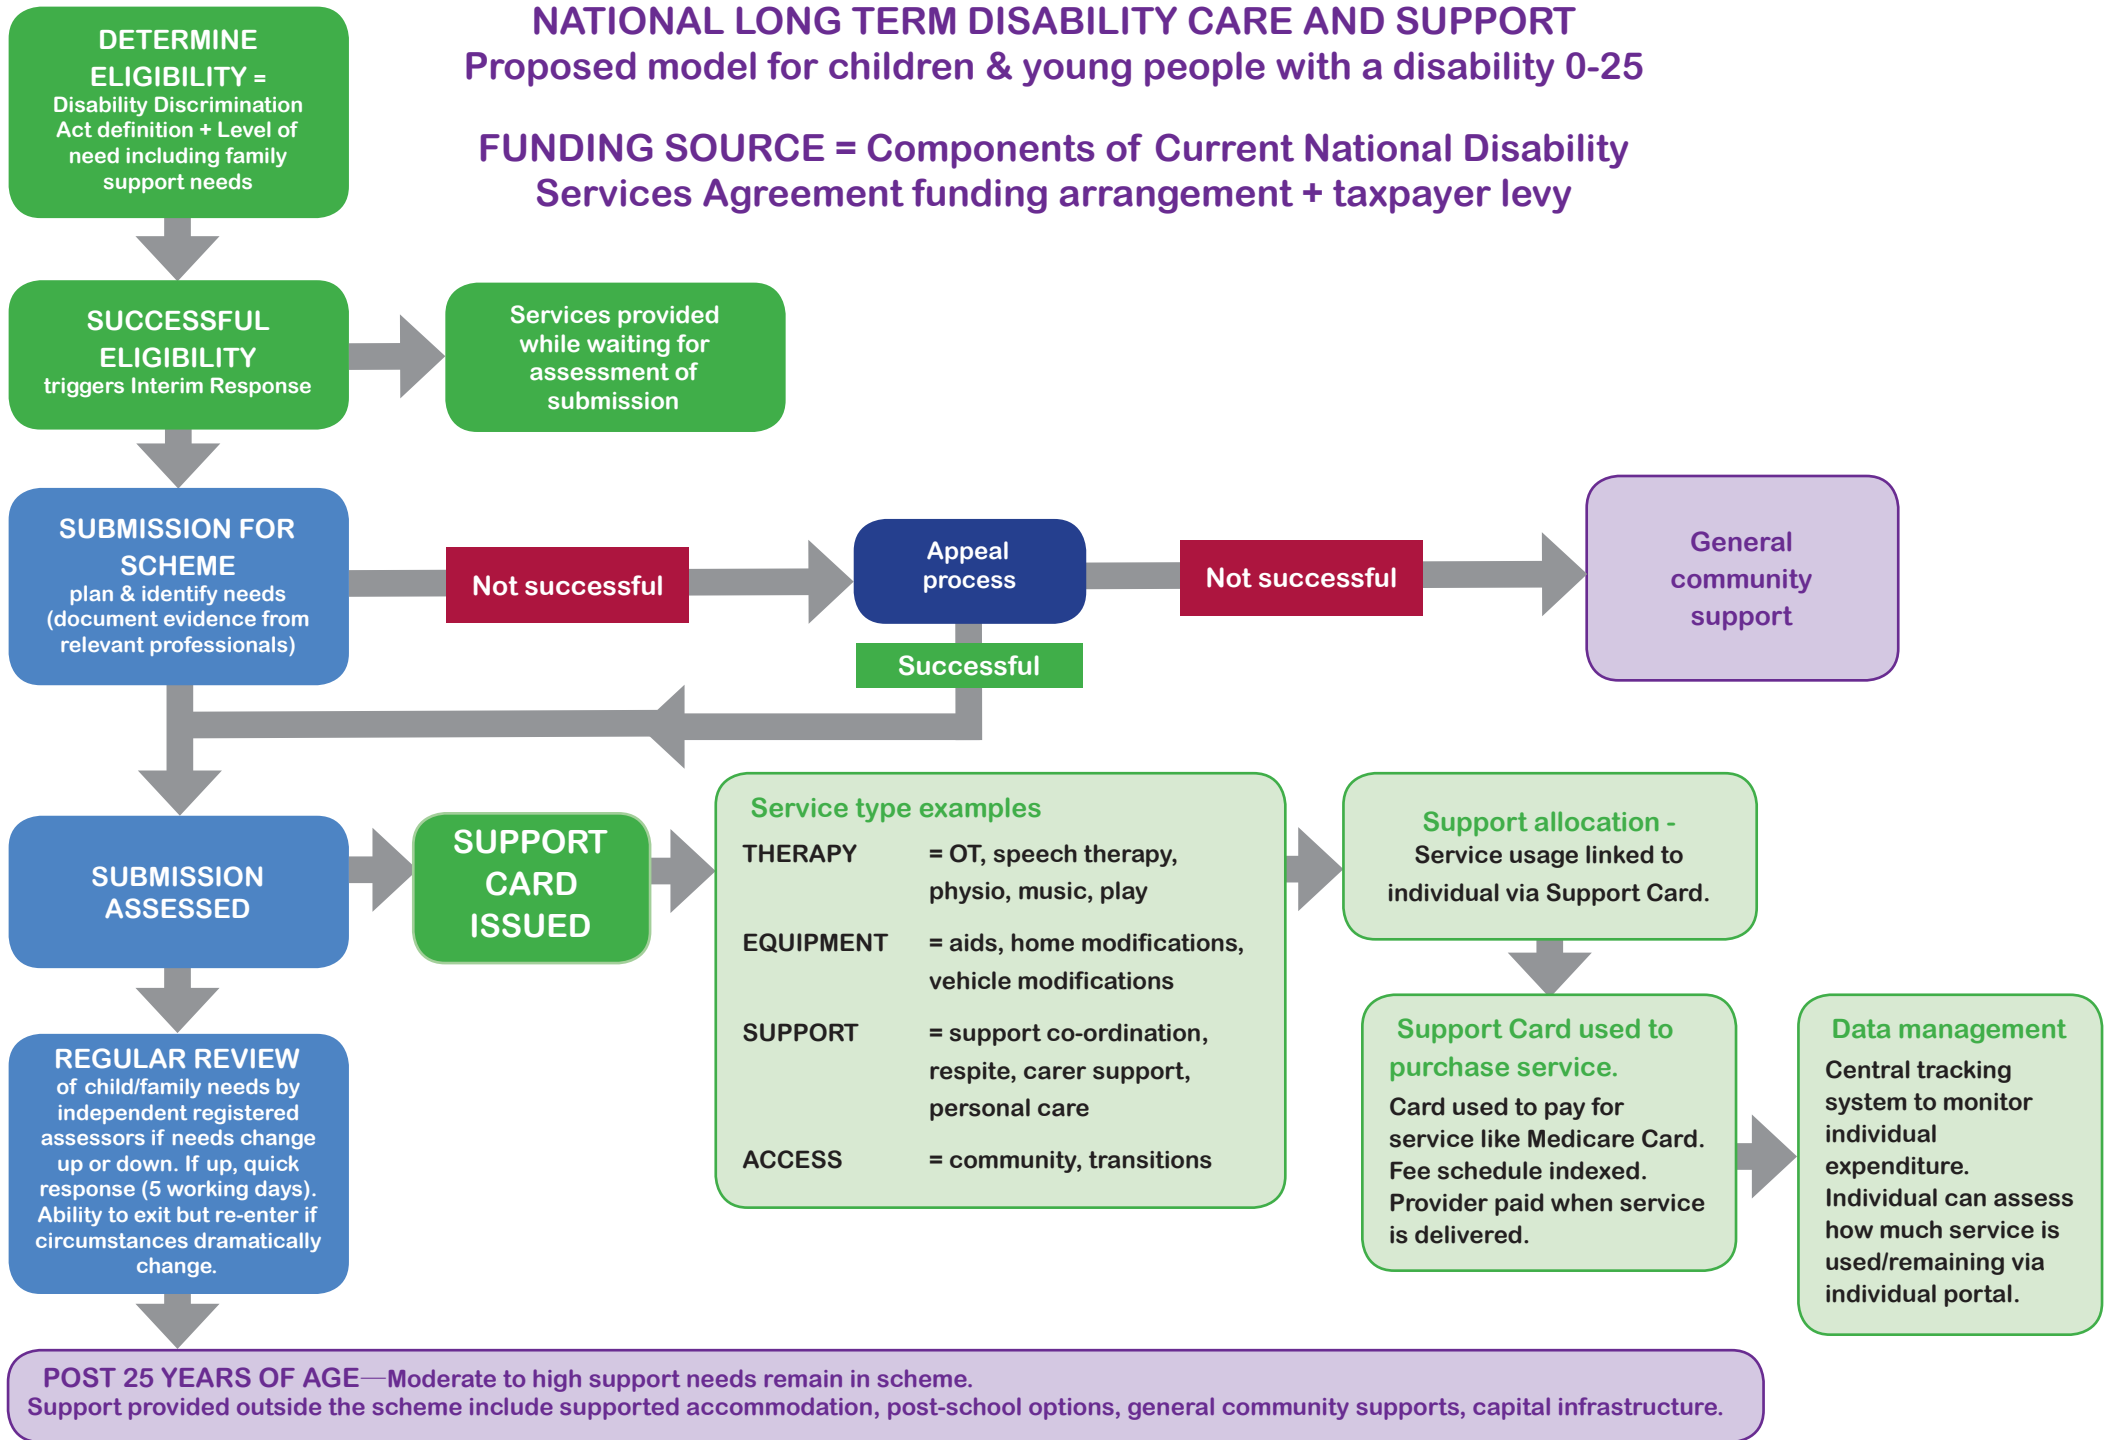 NATIONAL LONG TERM DISABILITY CARE AND SUPPORT
Proposed model for children & young people with a disability 0-25
FUNDING SOURCE = Components of Current National Disability
Services Agreement funding arrangement + taxpayer levy
DETERMINE
ELIGIBILITY =
Disability Discrimination
Act definition + Level of
need including family
support needs
SUCCESSFUL
ELIGIBILITY
triggers Interim Response
Services provided
while waiting for
assessment of
submission
SUBMISSION FOR
SCHEME
plan & identify needs
(document evidence from
relevant professionals)
Not successful
Appeal
process
Not successful
General
community
support
Successful
SUBMISSION
ASSESSED
SUPPORT
CARD
ISSUED
Service type examples
THERAPY = OT, speech therapy,
physio, music, play
EQUIPMENT = aids, home modifications,
vehicle modifications
SUPPORT = support co-ordination,
respite, carer support,
personal care
ACCESS = community, transitions
Support allocation -
Service usage linked to
individual via Support Card.
Support Card used to
purchase service.
Card used to pay for
service like Medicare Card.
Fee schedule indexed.
Provider paid when service
is delivered.
Data management
Central tracking
system to monitor
individual
expenditure.
Individual can assess
how much service is
used/remaining via
individual portal.
REGULAR REVIEW
of child/family needs by
independent registered
assessors if needs change
up or down. If up, quick
response (5 working days).
Ability to exit but re-enter if
circumstances dramatically
change.
POST 25 YEARS OF AGE—Moderate to high support needs remain in scheme.
Support provided outside the scheme include supported accommodation, post-school options, general community supports, capital infrastructure.